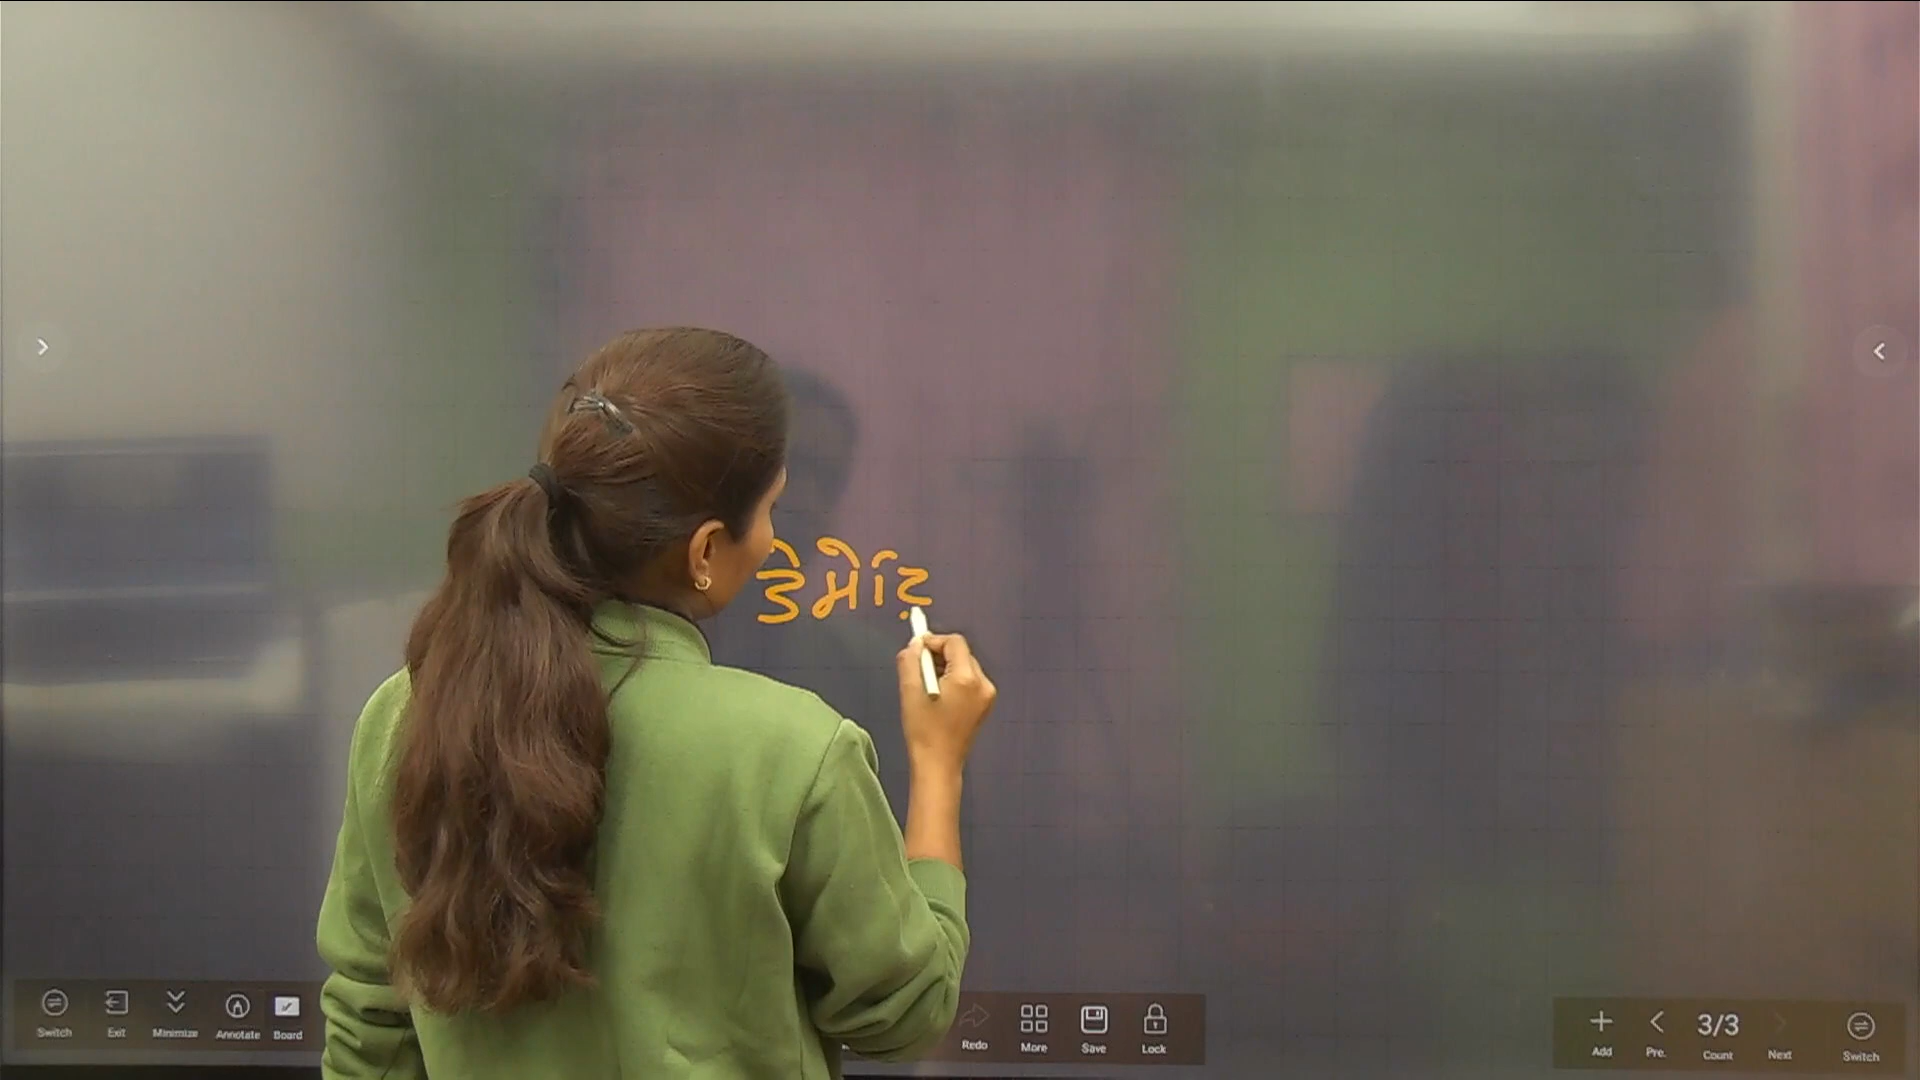 ડેમોટિ
Switch
Exit
Minimize
Annotate
Board
Redo
More
Save
Lock
Add
Pre.
3/3
Count
Next
Switch